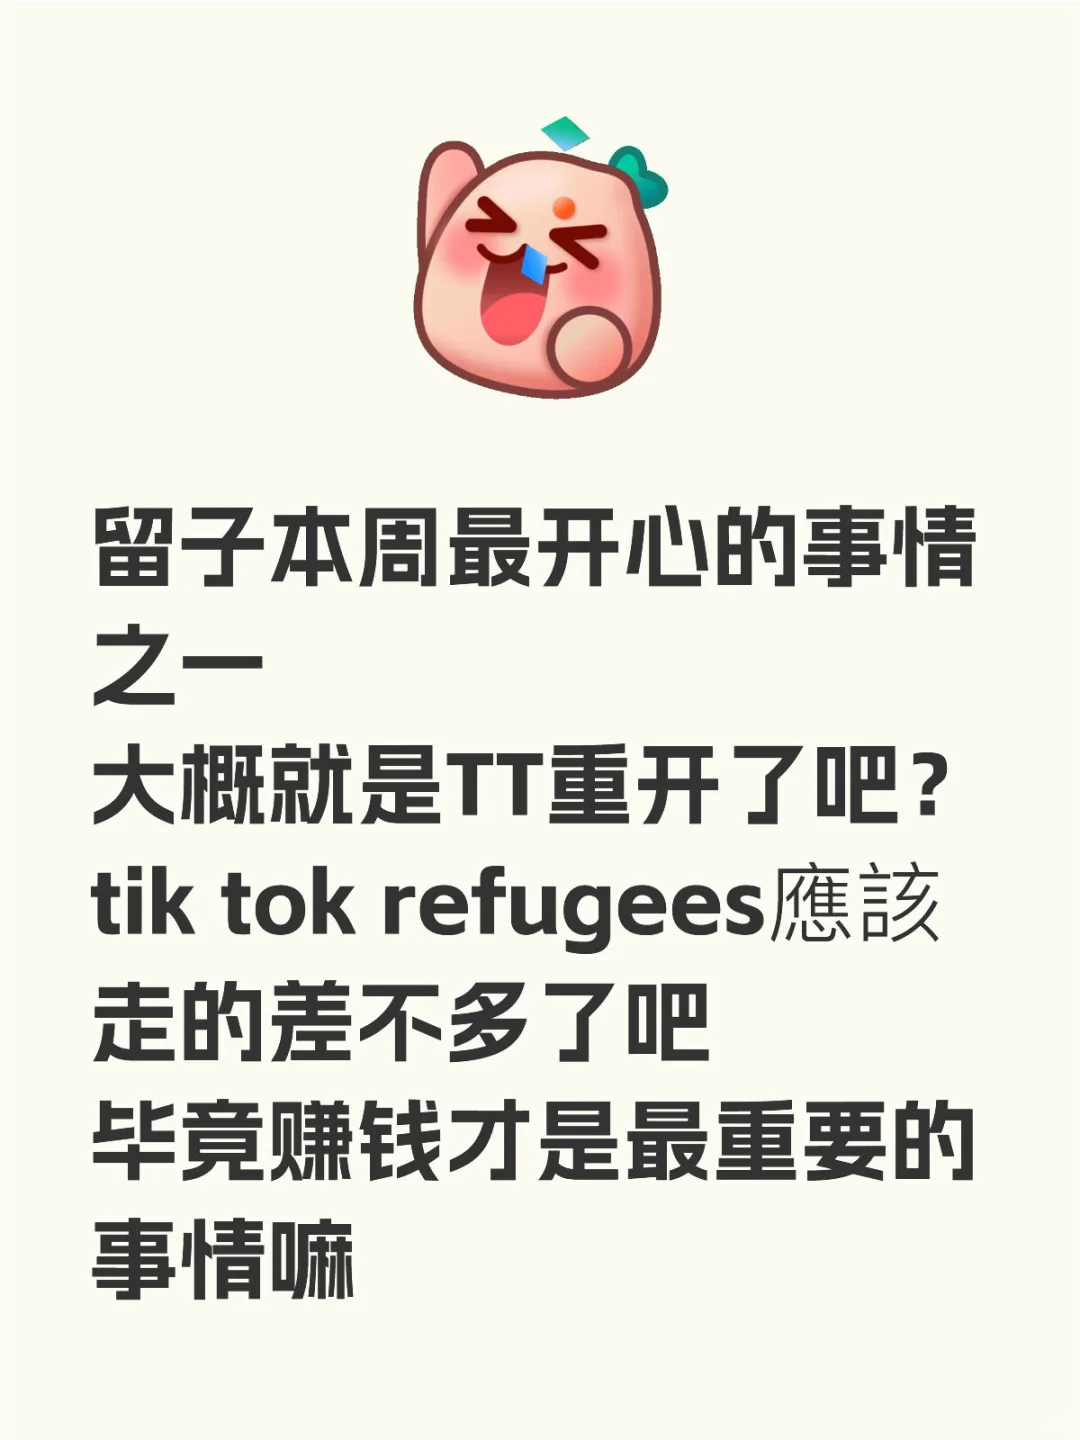 留子本周最开心的事情
之一
大概就是TT重开了吧？
tik tok refugees應該
走的差不多了吧
毕竟赚钱才是最重要的
事情嘛